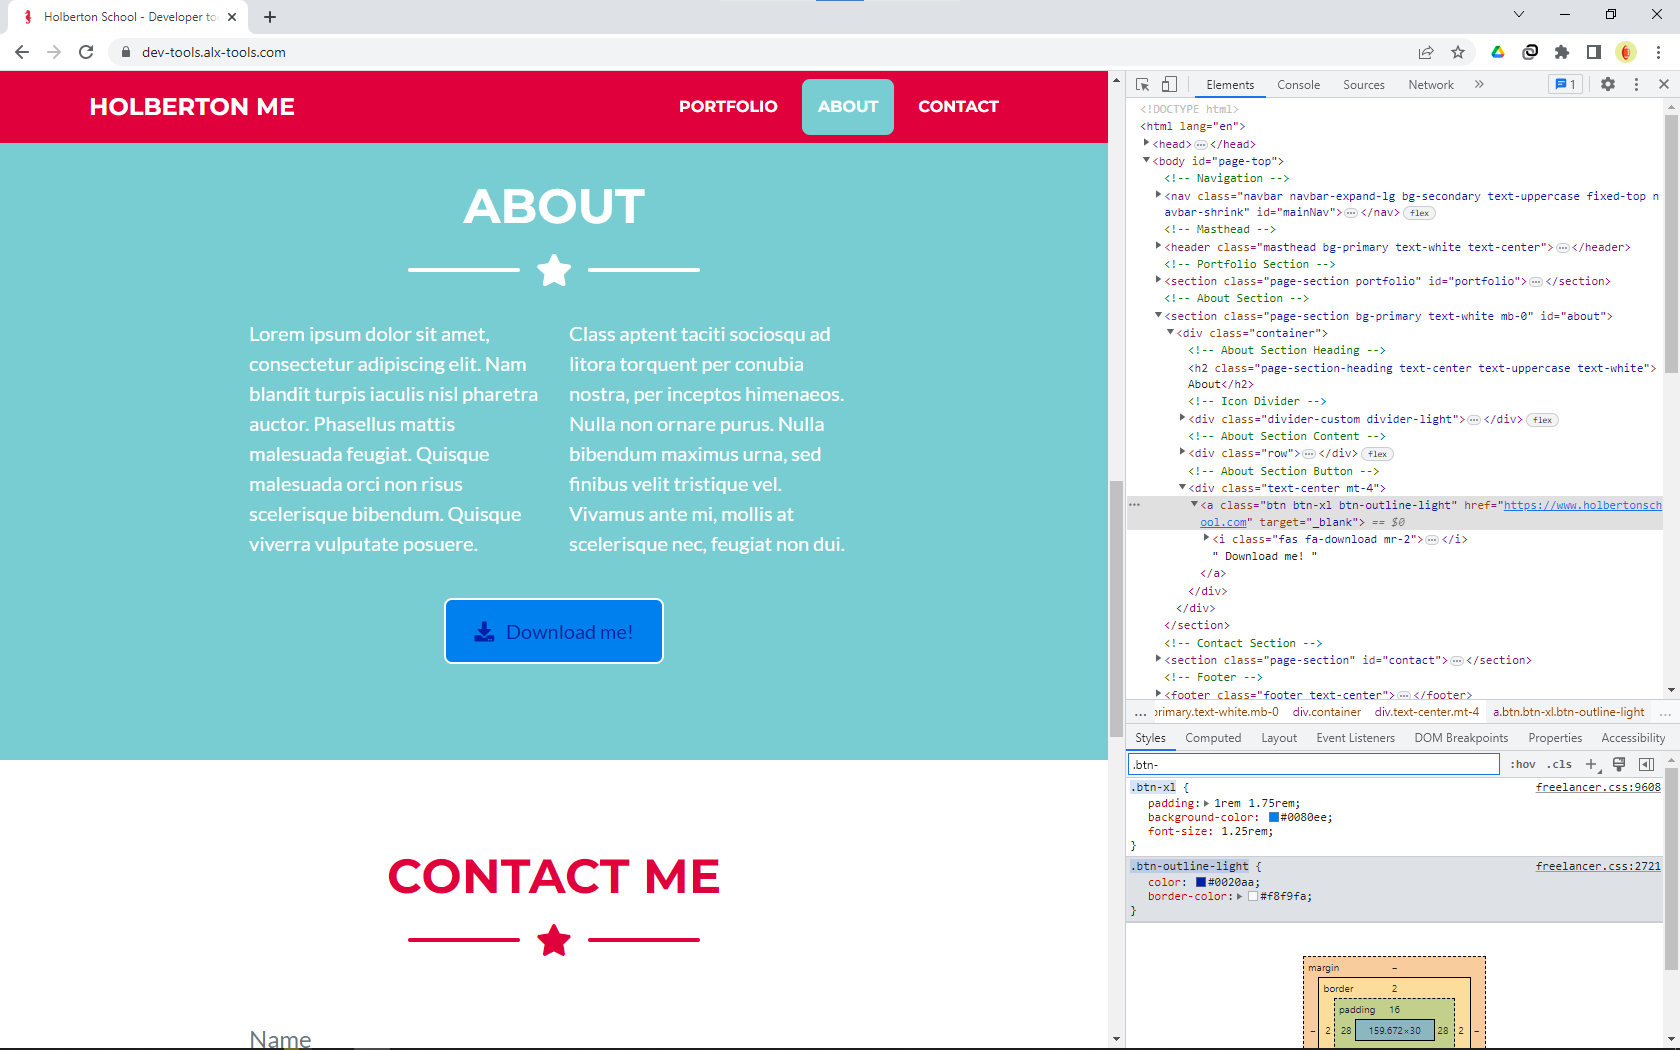 Holberton School - Developer to
dev-tools.alx-tools.com
HOLBERTON ME
PORTFOLIO
ABOUT
CONTACT
ABOUT
Lorem ipsum dolor sit amet,
consectetur adipiscing elit. Nam
blandit turpis iaculis nisl pharetra
auctor. Phasellus mattis
malesuada feugiat. Quisque
malesuada orci non risus
scelerisque bibendum. Quisque
viverra vulputate posuere.
Class aptent taciti sociosqu ad
litora torquent per conubia
nostra, per inceptos himenaeos.
Nulla non ornare purus. Nulla
bibendum maximus urna, sed
finibus velit tristique vel.
Vivamus ante mi, mollis at
scelerisque nec, feugiat non dui.
Download me!
CONTACT ME
Name
Elements Console Sources Network » 1
<!DOCTYPE html>
<html lang="en">
<head>…</head>
<body id="page-top">
<!-- Navigation -->
<nav class="navbar navbar-expand-lg bg-secondary text-uppercase fixed-top n
avbar-shrink" id="mainNav">…</nav> flex
<!-- Masthead -->
<header class="masthead bg-primary text-white text-center">…</header>
<!-- Portfolio Section -->
<section class="page-section portfolio" id="portfolio">…</section>
<!-- About Section -->
<section class="page-section bg-primary text-white mb-0" id="about">
<div class="container">
<!-- About Section Heading -->
<h2 class="page-section-heading text-center text-uppercase text-white">
About</h2>
<!-- Icon Divider -->
<div class="divider-custom divider-light">…</div> flex
<!-- About Section Content -->
<div class="row">…</div> flex
<!-- About Section Button -->
<div class="text-center mt-4">
… <a class="btn btn-xl btn-outline-light" href="https://www.holbertonsch
ool.com" target="_blank"> == $0
<i class="fas fa-download mr-2">…</i>
" Download me! "
</a>
</div>
</div>
</section>
<!-- Contact Section -->
<section class="page-section" id="contact">…</section>
<!-- Footer -->
<footer class="footer text-center">…</footer>
… primary.text-white.mb-0 div.container div.text-center.mt-4 a.btn.btn-xl.btn-outline-light …
Styles Computed Layout Event Listeners DOM Breakpoints Properties Accessibility
.btn- :hov .cls +
.btn-xl { freelancer.css:9608
padding: 1rem 1.75rem;
background-color: #0080ee;
font-size: 1.25rem;
}
.btn-outline-light { freelancer.css:2721
color: #0020aa;
border-color: #f8f9fa;
}
margin –
border 2
padding 16
– 2 28 159.672×30 28 2 –